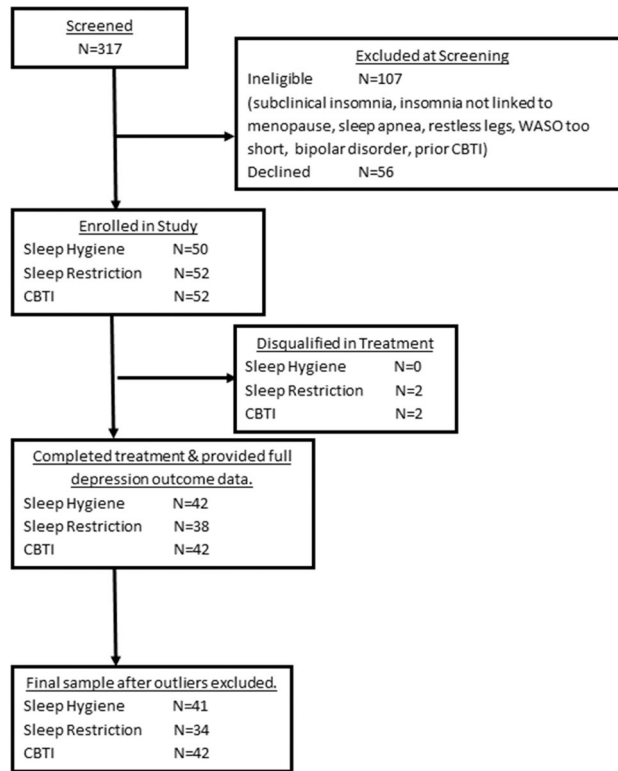 Screened
N=317
Excluded at Screening
Ineligible N=107
(subclinical insomnia, insomnia not linked to
menopause, sleep apnea, restless legs, WASO too
short, bipolar disorder, prior CBTI)
Declined N=56
Enrolled in Study
Sleep Hygiene N=50
Sleep Restriction N=52
CBTI N=52
Disqualified in Treatment
Sleep Hygiene N=0
Sleep Restriction N=2
CBTI N=2
Completed treatment & provided full
depression outcome data.
Sleep Hygiene N=42
Sleep Restriction N=38
CBTI N=42
Final sample after outliers excluded.
Sleep Hygiene N=41
Sleep Restriction N=34
CBTI N=42